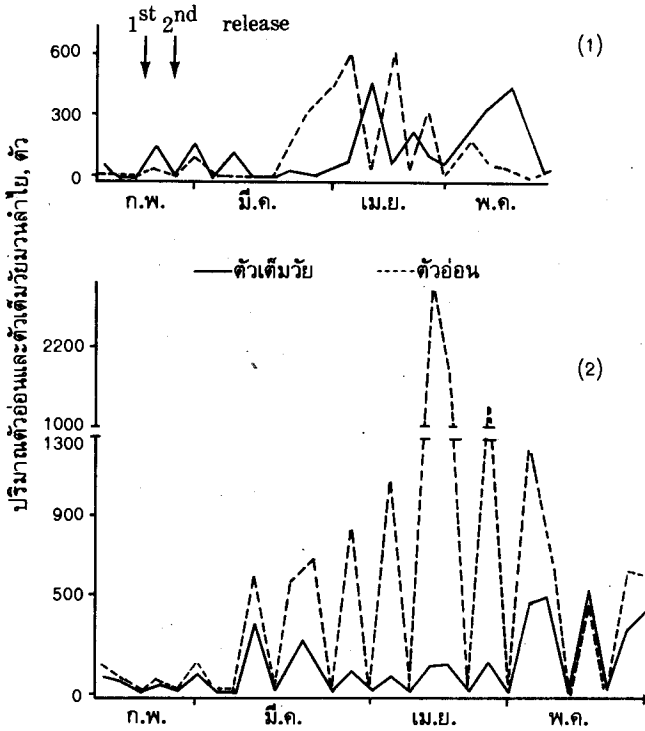 1st 2nd release
(1)
600
300
0
ก.พ. มี.ค. เม.ย. พ.ค.
ปริมาณตัวอ่อนและตัวเต็มวัยมวนลำไย, ตัว
ตัวเต็มวัย ตัวอ่อน
(2)
2200
1000
1300
900
500
0
ก.พ. มี.ค. เม.ย. พ.ค.